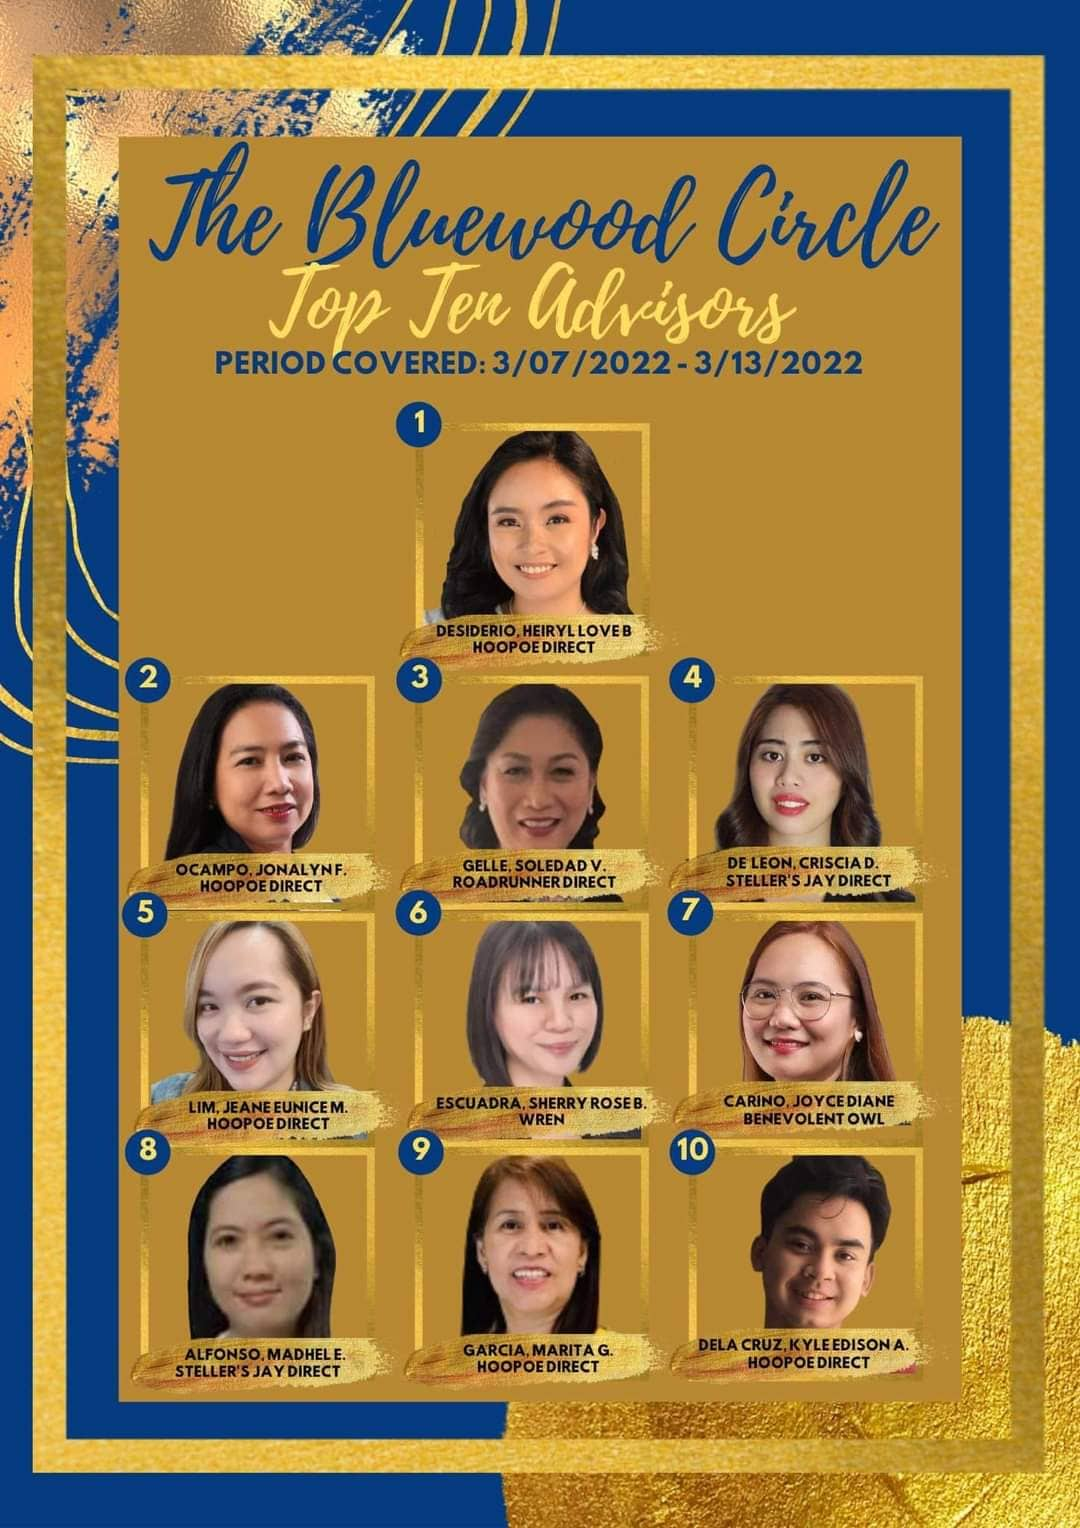 The Bluewood Circle
Top Ten Advisors
PERIOD COVERED: 3/07/2022 - 3/13/2022
1
DESIDERIO, HEIRYL LOVE B
HOOPOE DIRECT
2
OCAMPO, JONALYN F.
HOOPOE DIRECT
3
GELLE, SOLEDAD V.
ROADRUNNER DIRECT
4
DE LEON, CRISCIA D.
STELLER'S JAY DIRECT
5
LIM, JEANE EUNICE M.
HOOPOE DIRECT
6
ESCUADRA, SHERRY ROSE B.
WREN
7
CARINO, JOYCE DIANE
BENEVOLENT OWL
8
ALFONSO, MADHEL E.
STELLER'S JAY DIRECT
9
GARCIA, MARITA G.
HOOPOE DIRECT
10
DELA CRUZ, KYLE EDISON A.
HOOPOE DIRECT